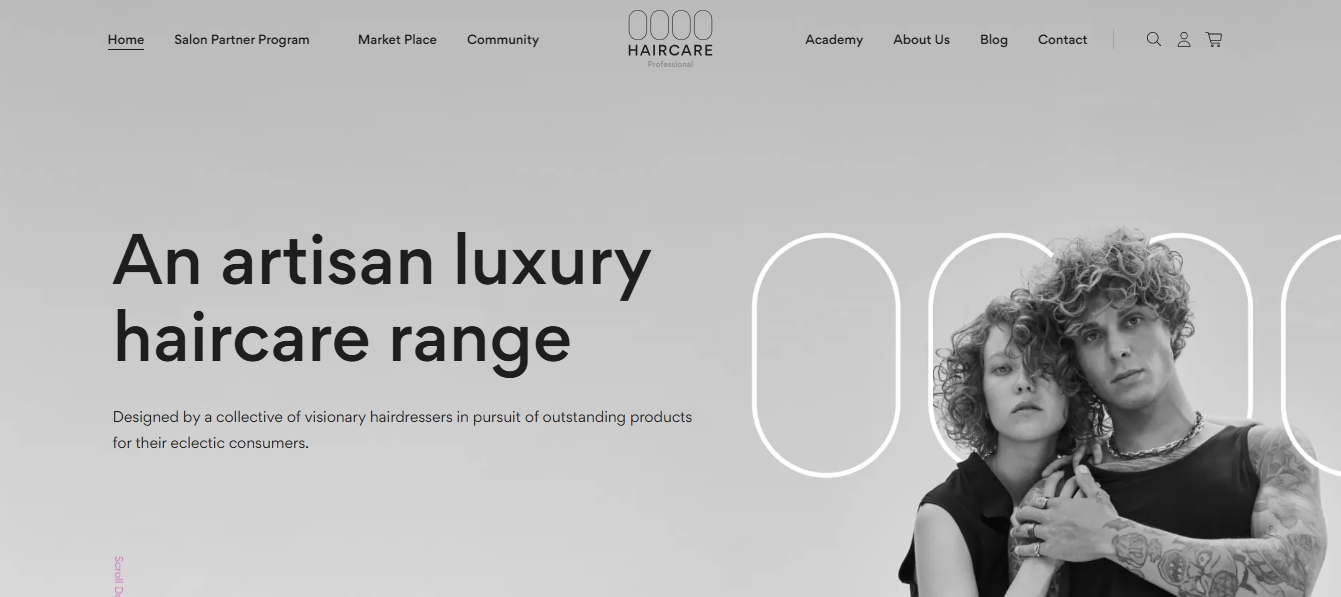 Home Salon Partner Program Market Place Community
HAIRCARE
Professional
Academy About Us Blog Contact
An artisan luxury
haircare range
Designed by a collective of visionary hairdressers in pursuit of outstanding products
for their eclectic consumers.
Scroll